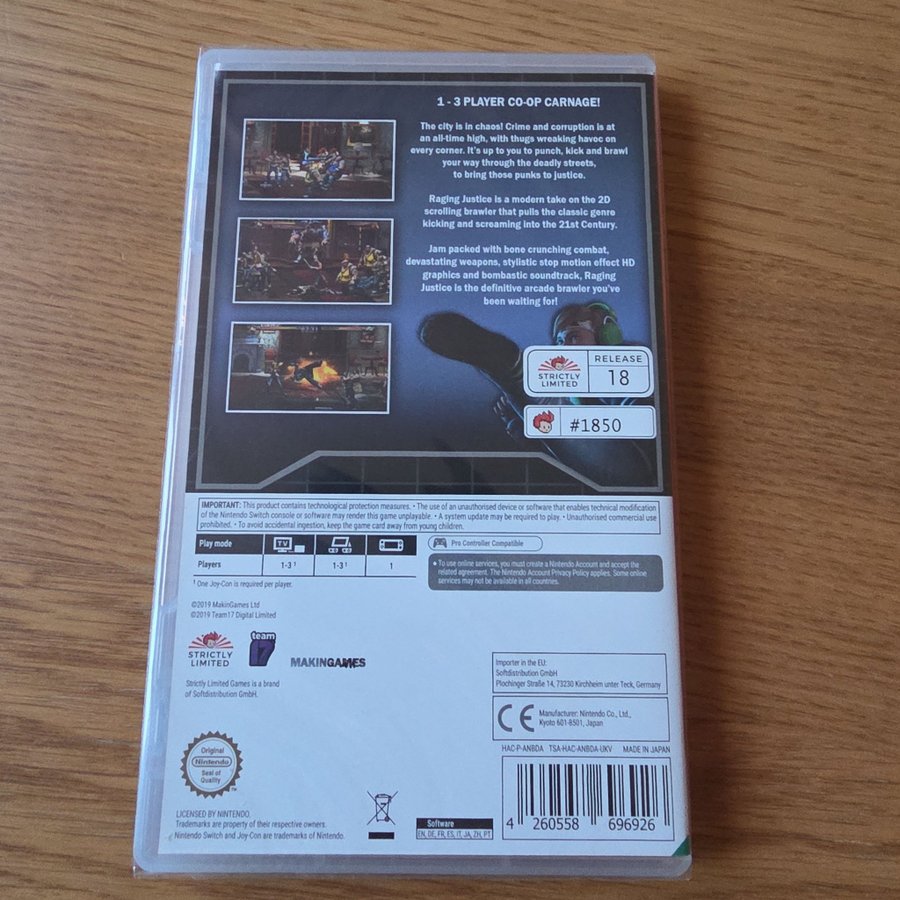 1 - 3 PLAYER CO-OP CARNAGE!
The city is in chaos! Crime and corruption is at
an all-time high, with thugs wreaking havoc on
every corner. It's up to you to punch, kick and brawl
your way through the deadly streets,
to bring those punks to justice.
Raging Justice is a modern take on the 2D
scrolling brawler that pulls the classic genre
kicking and screaming into the 21st Century.
Jam packed with bone crunching combat,
devastating weapons, stylistic stop motion effect HD
graphics and bombastic soundtrack, Raging
Justice is the definitive arcade brawler you've
been waiting for!
STRICTLY
LIMITED
RELEASE
18
#1850
IMPORTANT: This product contains technological protection measures. • The use of an unauthorised device or software that enables technical modification
of the Nintendo Switch console or software may render this game unplayable. • A system update may be required to play. • Unauthorised commercial use
prohibited. • To avoid accidental ingestion, keep the game card away from young children.
Play mode
TV
Players
1-3 ¹
1-3 ¹
1
¹ One Joy-Con is required per player.
Pro Controller Compatible
• To use online services, you must create a Nintendo Account and accept the
related agreement. The Nintendo Account Privacy Policy applies. Some online
services may not be available in all countries.
©2019 MakinGames Ltd
©2019 Team17 Digital Limited
STRICTLY
LIMITED
team
17
MAKINGAMES
Strictly Limited Games is a brand
of Softdistribution GmbH.
Importer in the EU:
Softdistribution GmbH
Plochinger Straße 14, 73230 Kirchheim unter Teck, Germany
CE
Manufacturer: Nintendo Co., Ltd.,
Kyoto 601-8501, Japan
HAC-P-ANBDA TSA-HAC-ANBDA-UKV MADE IN JAPAN
Original
Nintendo
Seal of
Quality
TM
LICENSED BY NINTENDO.
Trademarks are property of their respective owners.
Nintendo Switch and Joy-Con are trademarks of Nintendo.
Software
EN, DE, FR, ES, IT, JA, ZH, PT
4 260558 696926